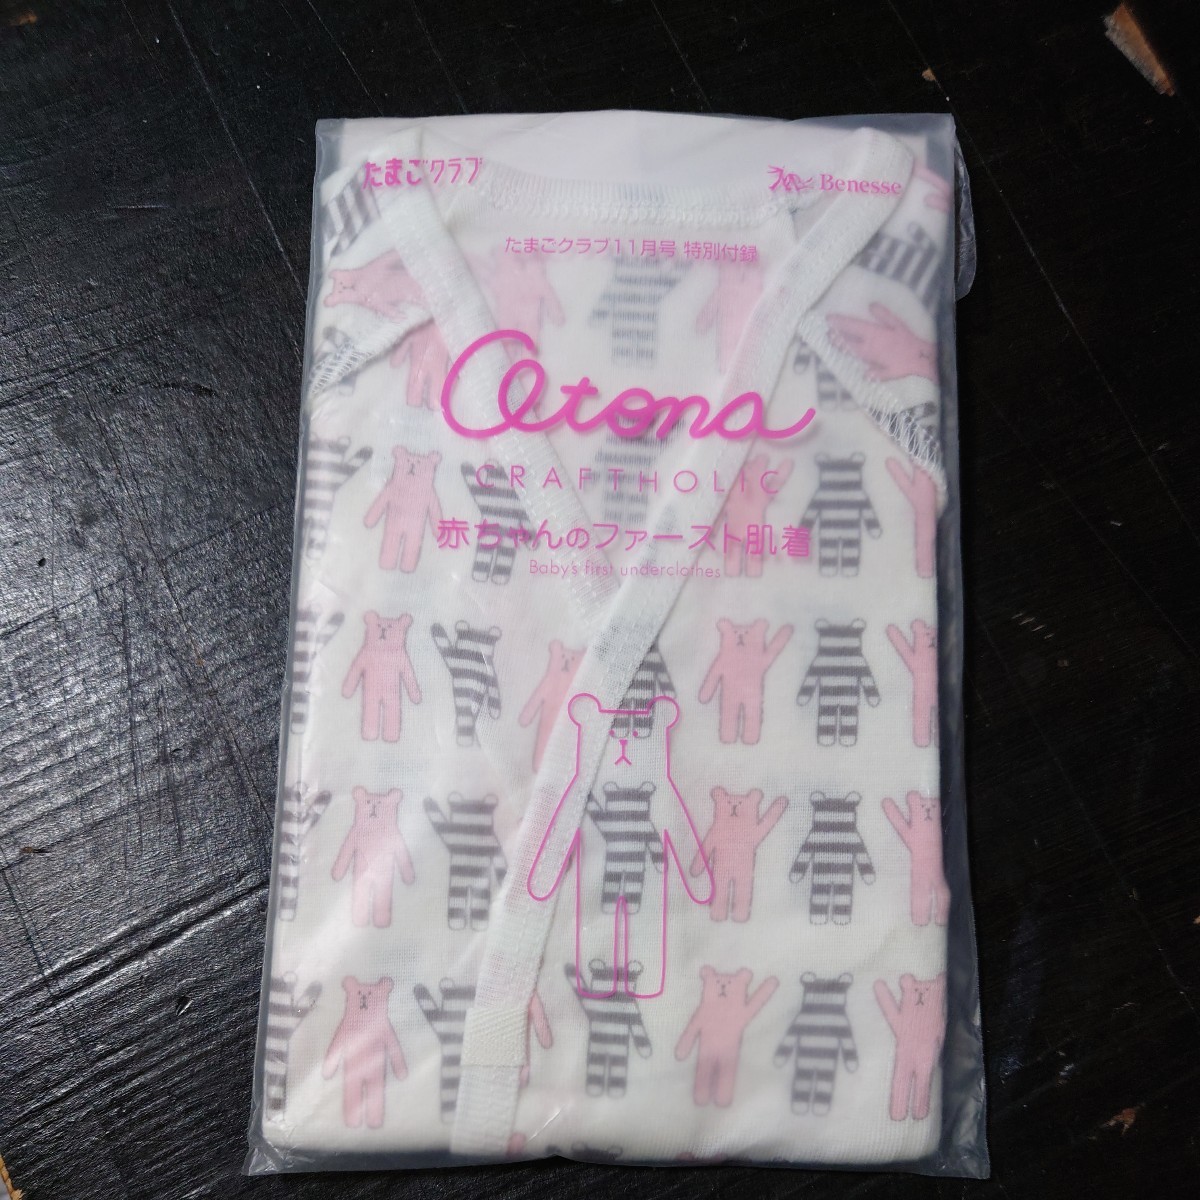 たまごクラブ
Benesse
たまごクラブ11月号 特別付録
Otona
CRAFTHOLIC
赤ちゃんのファースト肌着
Baby's first underclothes